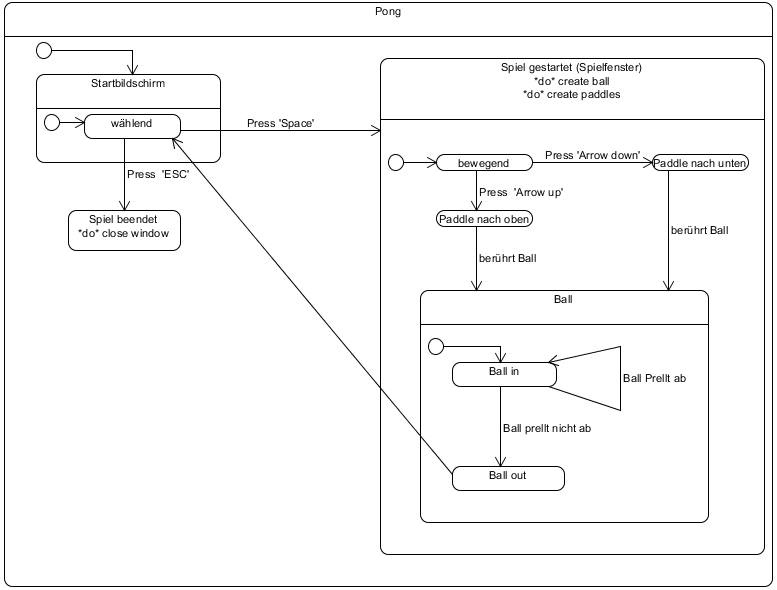 Pong
Startbildschirm
wählend
Press 'Space'
Press  'ESC'
Spiel beendet
*do* close window
Spiel gestartet (Spielfenster)
*do* create ball
*do* create paddles
bewegend
Press 'Arrow down'
Paddle nach unten
Press  'Arrow up'
Paddle nach oben
berührt Ball
berührt Ball
Ball
Ball in
Ball Prellt ab
Ball prellt nicht ab
Ball out